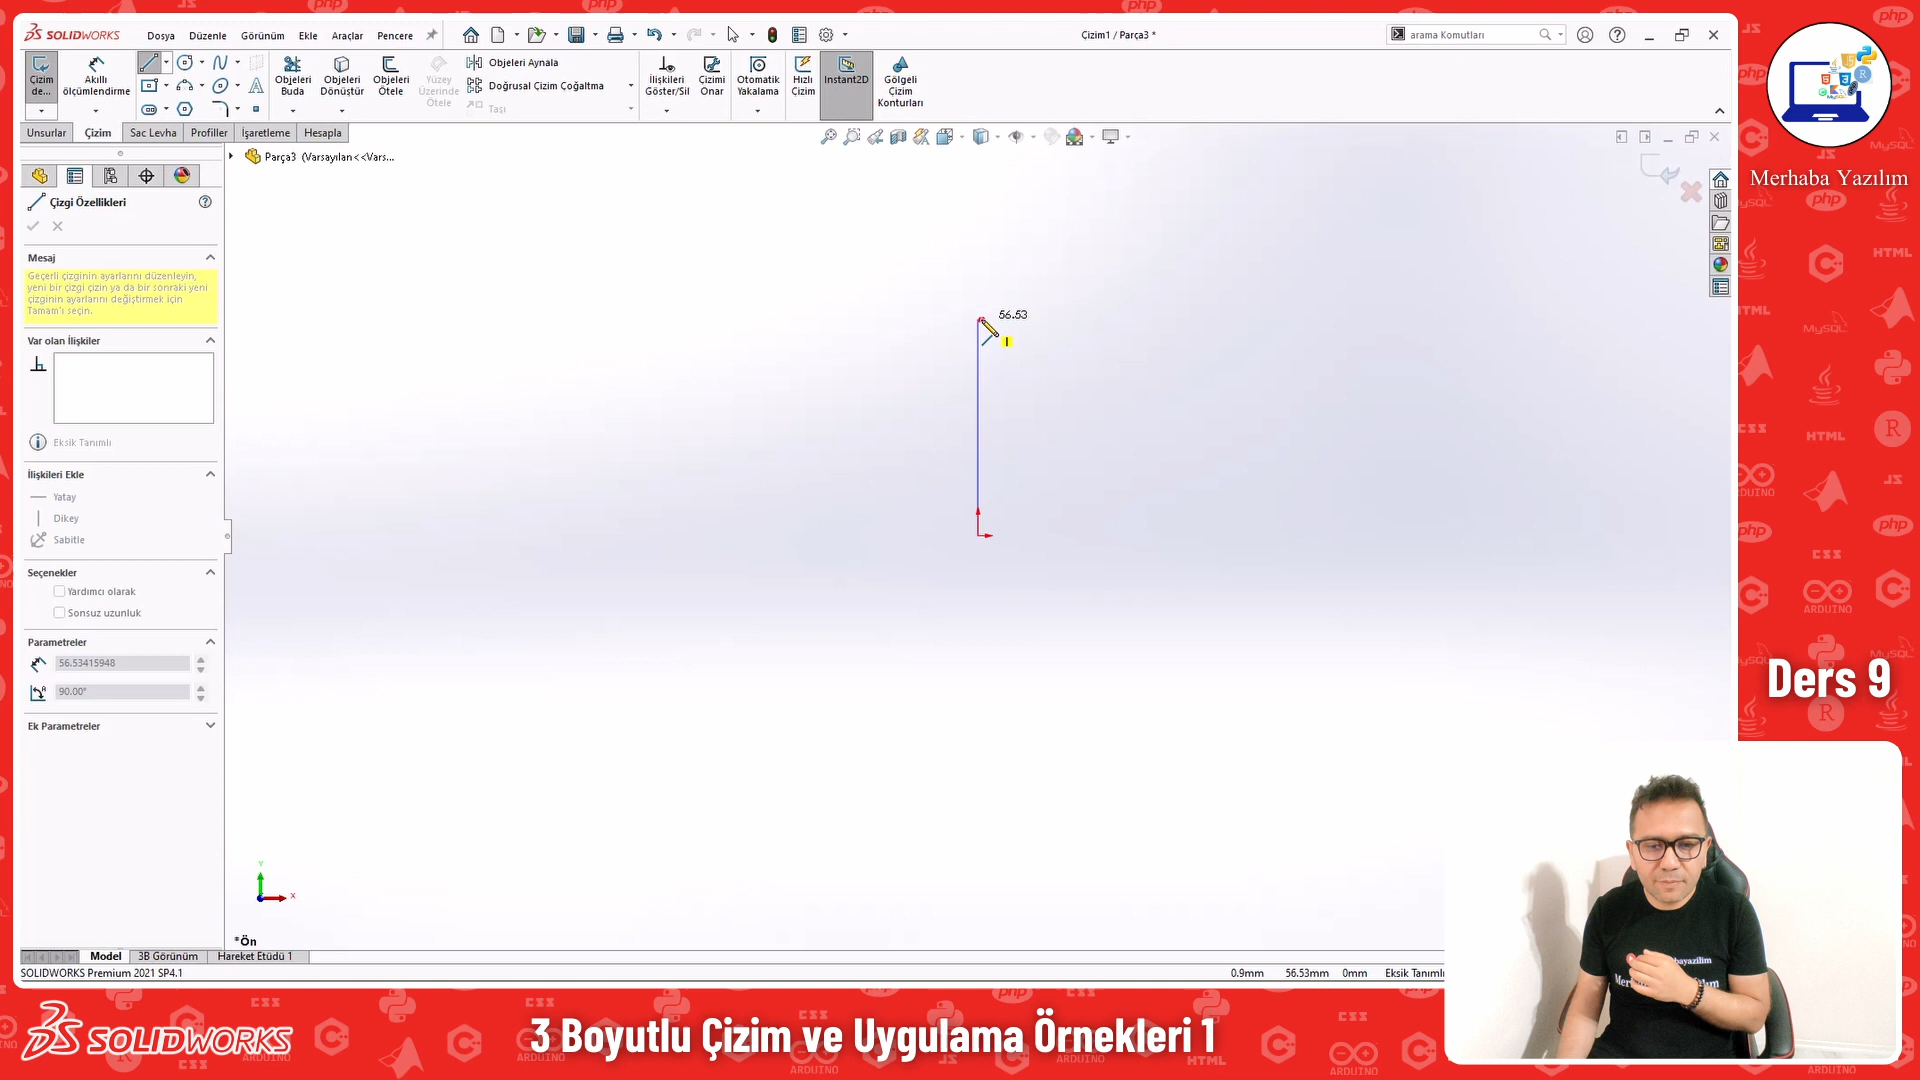 SOLIDWORKS
Dosya Düzenle Görünüm Ekle Araçlar Pencere
Çizim1 / Parça3 *
arama Komutları
Çizim de...
Akıllı ölçümlendirme
Objeleri Buda
Objeleri Dönüştür
Objeleri Ötele
Yüzey Üzerinde Ötele
Objeleri Aynala
Doğrusal Çizim Çoğaltma
Taşı
İlişkileri Göster/Sil
Çizimi Onar
Otomatik Yakalama
Hızlı Çizim
Instant2D
Gölgeli Çizim Konturları
Unsurlar Çizim Sac Levha Profiller İşaretleme Hesapla
Parça3 (Varsayılan<<Vars...
Çizgi Özellikleri
Mesaj
Geçerli çizginin ayarlarını düzenleyin,
yeni bir çizgi çizin ya da bir sonraki yeni
çizginin ayarlarını değiştirmek için
Tamam'ı seçin.
Var olan İlişkiler
Eksik Tanımlı
İlişkileri Ekle
Yatay
Dikey
Sabitle
Seçenekler
Yardımcı olarak
Sonsuz uzunluk
Parametreler
56.53415948
90.00°
Ek Parametreler
56.53
Y
X
*Ön
Model 3B Görünüm Hareket Etüdü 1
SOLIDWORKS Premium 2021 SP4.1
0.9mm 56.53mm 0mm Eksik Tanımlı
Merhaba Yazılım
Ders 9
SOLIDWORKS
3 Boyutlu Çizim ve Uygulama Örnekleri 1